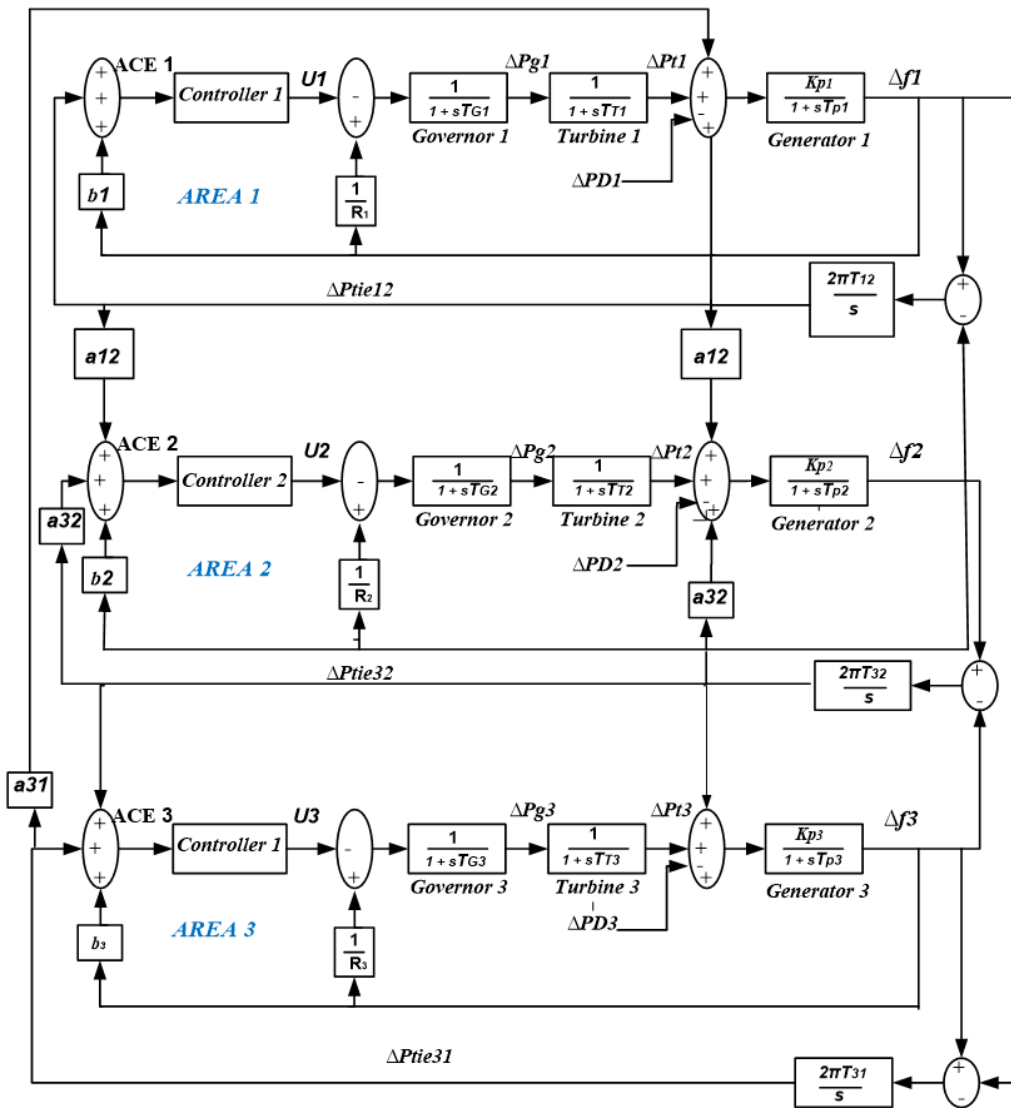 ACE 1
Controller 1
U1
1
1 + sTG1
Governor 1
ΔPg1
1
1 + sTT1
Turbine 1
ΔPt1
Kp1
1 + sTp1
Generator 1
Δf1
+
+
+
-
+
+
+
-
+
ΔPD1
b1
AREA 1
1
R1
ΔPtie12
2πT12
s
+
-
a12
a12
ACE 2
Controller 2
U2
1
1 + sTG2
Governor 2
ΔPg2
1
1 + sTT2
Turbine 2
ΔPt2
Kp2
1 + sTp2
Generator 2
Δf2
+
+
+
-
+
+
+
-
+
a32
b2
AREA 2
1
R2
ΔPD2
a32
ΔPtie32
2πT32
s
+
-
a31
ACE 3
Controller 1
U3
1
1 + sTG3
Governor 3
ΔPg3
1
1 + sTT3
Turbine 3
ΔPt3
Kp3
1 + sTp3
Generator 3
Δf3
+
+
+
-
+
+
+
-
+
ΔPD3
b3
AREA 3
1
R3
ΔPtie31
2πT31
s
+
-